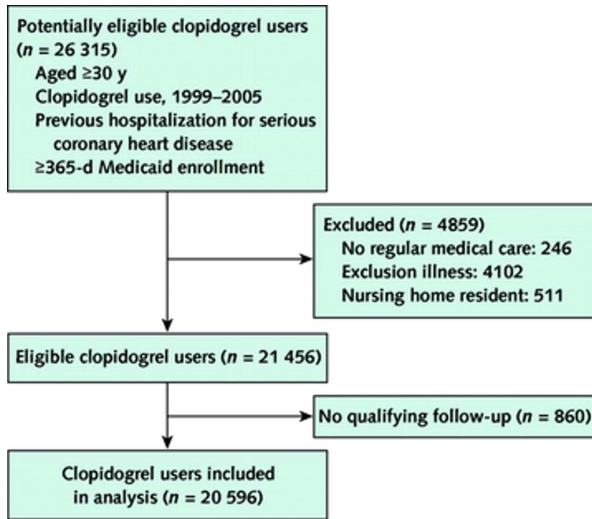 Potentially eligible clopidogrel users
(n = 26 315)
Aged ≥30 y
Clopidogrel use, 1999–2005
Previous hospitalization for serious
coronary heart disease
≥365-d Medicaid enrollment
Excluded (n = 4859)
No regular medical care: 246
Exclusion illness: 4102
Nursing home resident: 511
Eligible clopidogrel users (n = 21 456)
No qualifying follow-up (n = 860)
Clopidogrel users included
in analysis (n = 20 596)